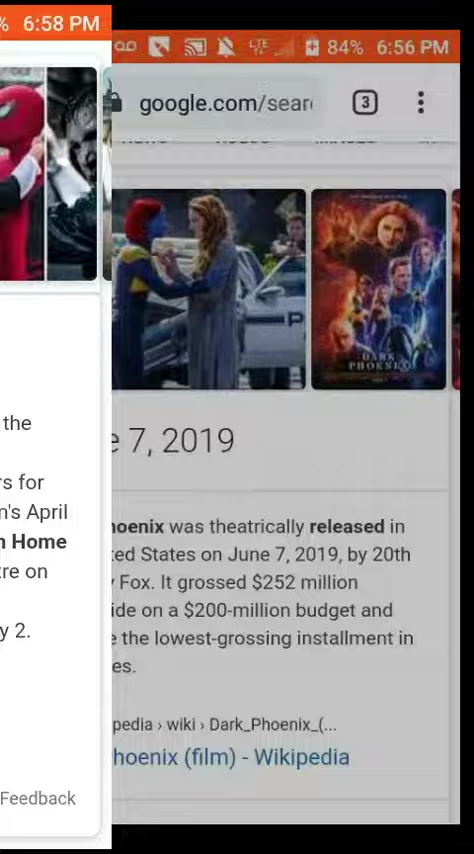 % 6:58 PM
the
rs for
n's April
n Home
tre on
y 2.
Feedback
LTE
84% 6:56 PM
google.com/sear
3
DARK
PHOENIX
e 7, 2019
hoenix was theatrically released in
ted States on June 7, 2019, by 20th
y Fox. It grossed $252 million
ide on a $200-million budget and
e the lowest-grossing installment in
es.
pedia › wiki › Dark_Phoenix_(...
hoenix (film) - Wikipedia